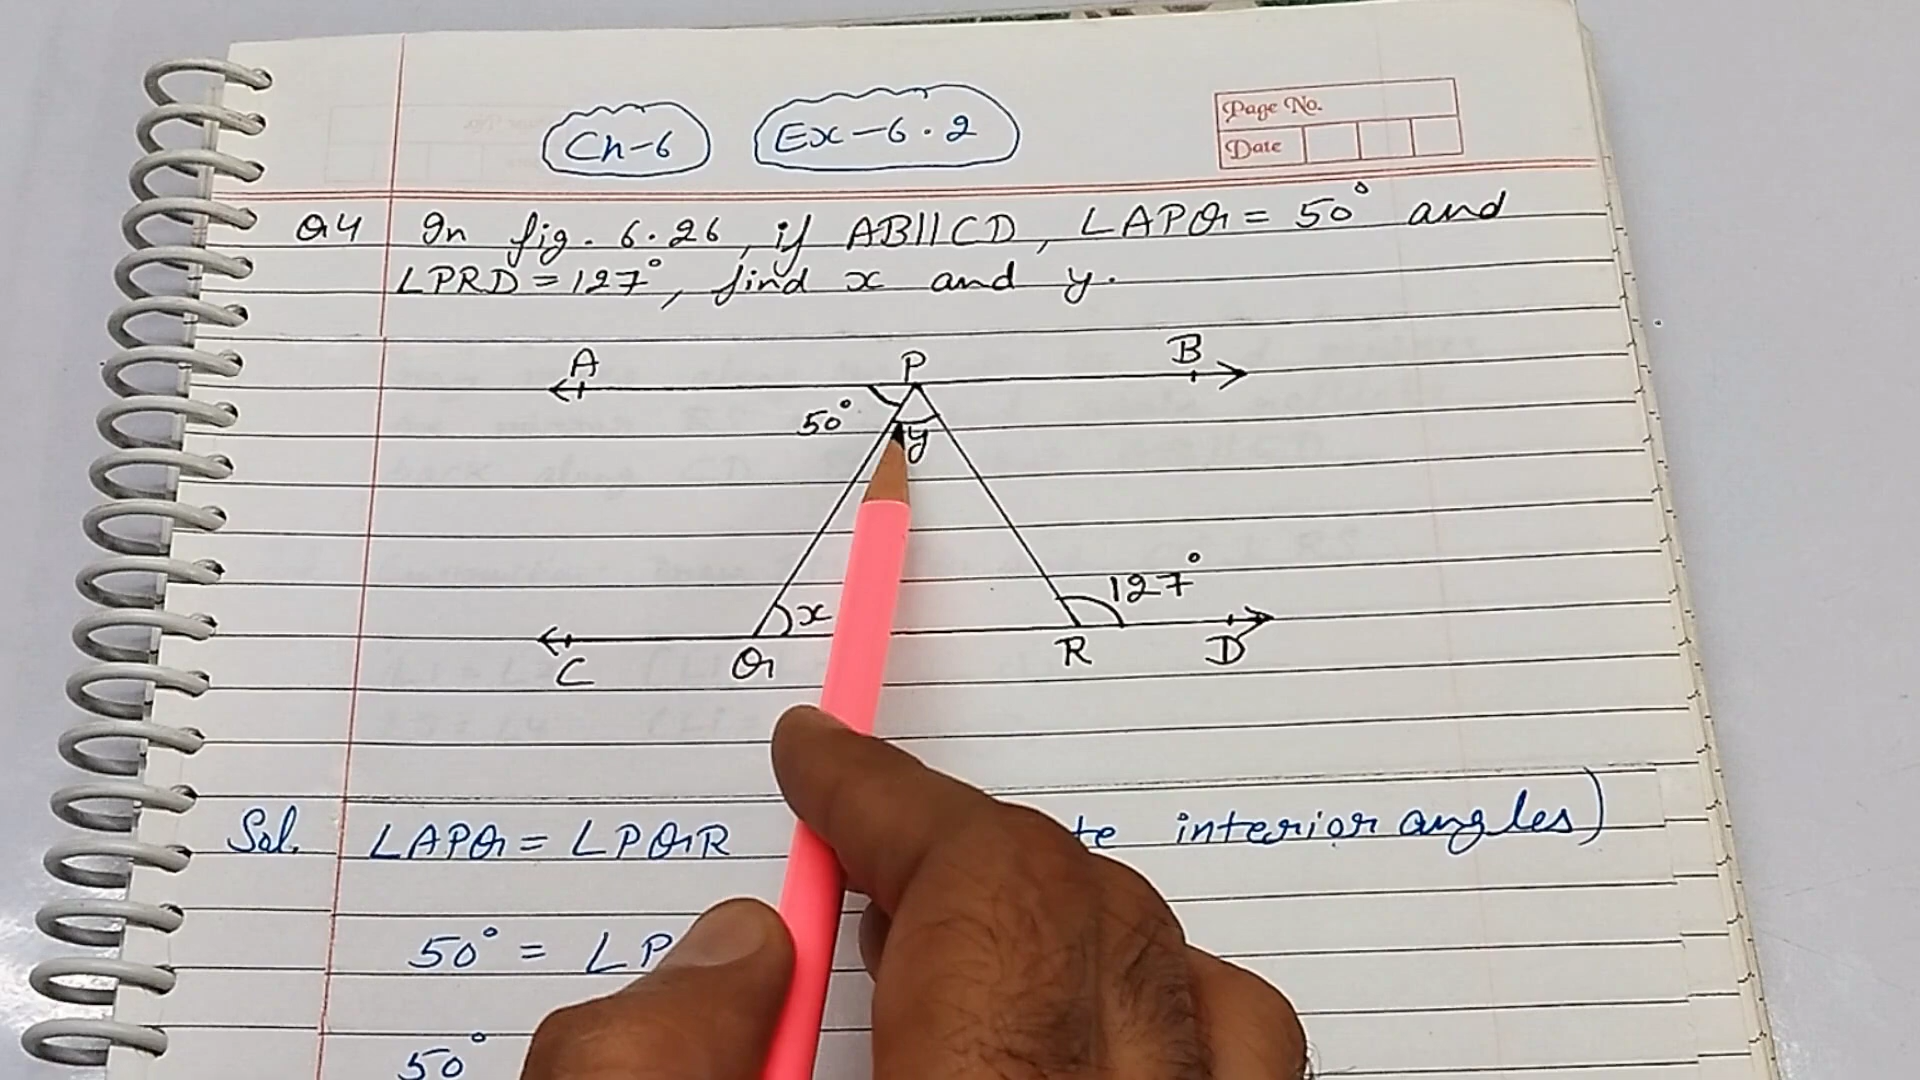 Ch-6 Ex-6.2
Page No.
Date
Q4 In fig. 6.26, if AB||CD, ∠APQ = 50° and
∠PRD = 127°, find x and y.
A P B
50° y
x 127°
C Q R D
Sol. ∠APQ = ∠PQR interior angles)
50° = ∠P
50°